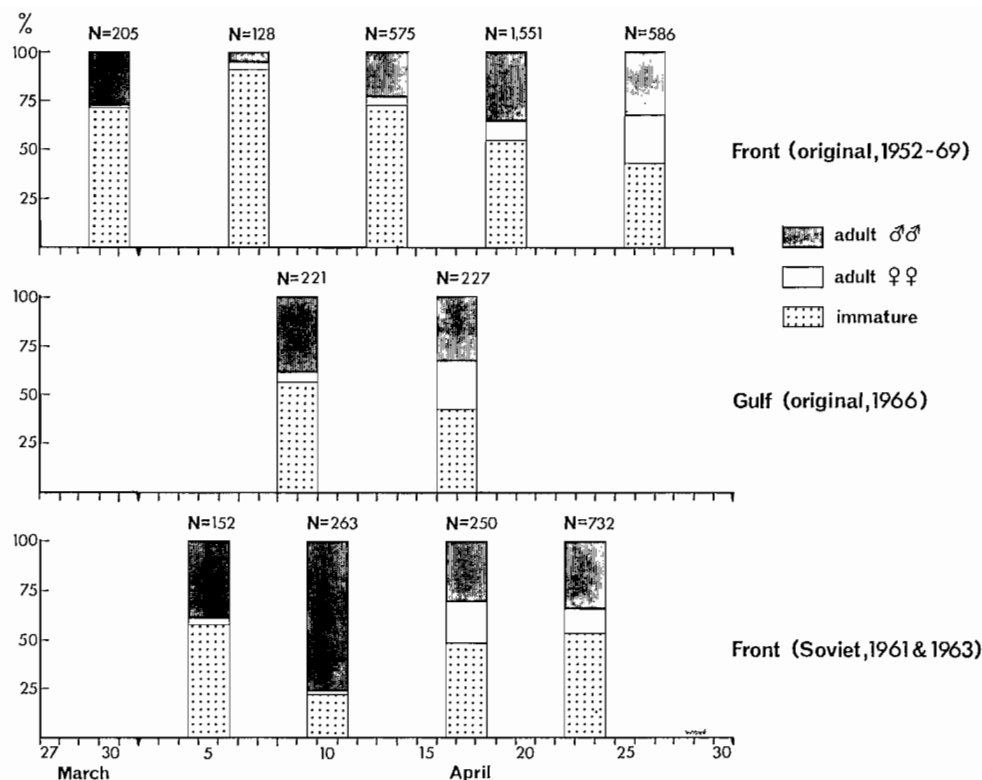 %
N=205 N=128 N=575 N=1,551 N=586
100
75
50
25
Front (original,1952-69)
adult ♂♂
adult ♀♀
immature
N=221 N=227
100
75
50
25
Gulf (original,1966)
N=152 N=263 N=250 N=732
100
75
50
25
Front (Soviet,1961 & 1963)
27 30 5 10 15 20 25 30
March April